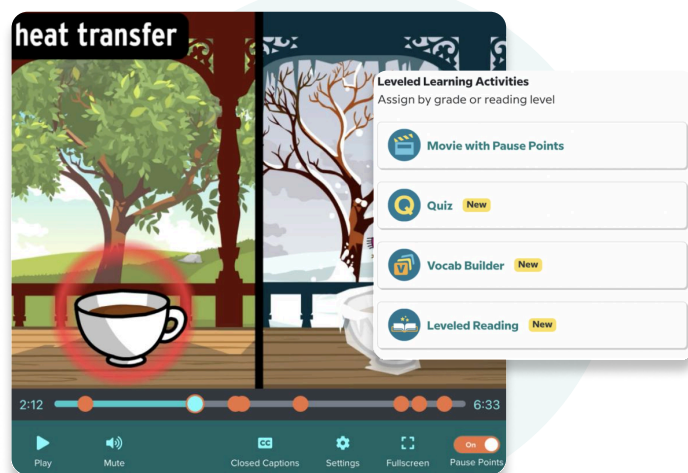 heat transfer
Leveled Learning Activities
Assign by grade or reading level
Movie with Pause Points
Q
Quiz New
V
Vocab Builder New
Leveled Reading New
2:12 6:33
CC On
Play Mute Closed Captions Settings Fullscreen Pause Points